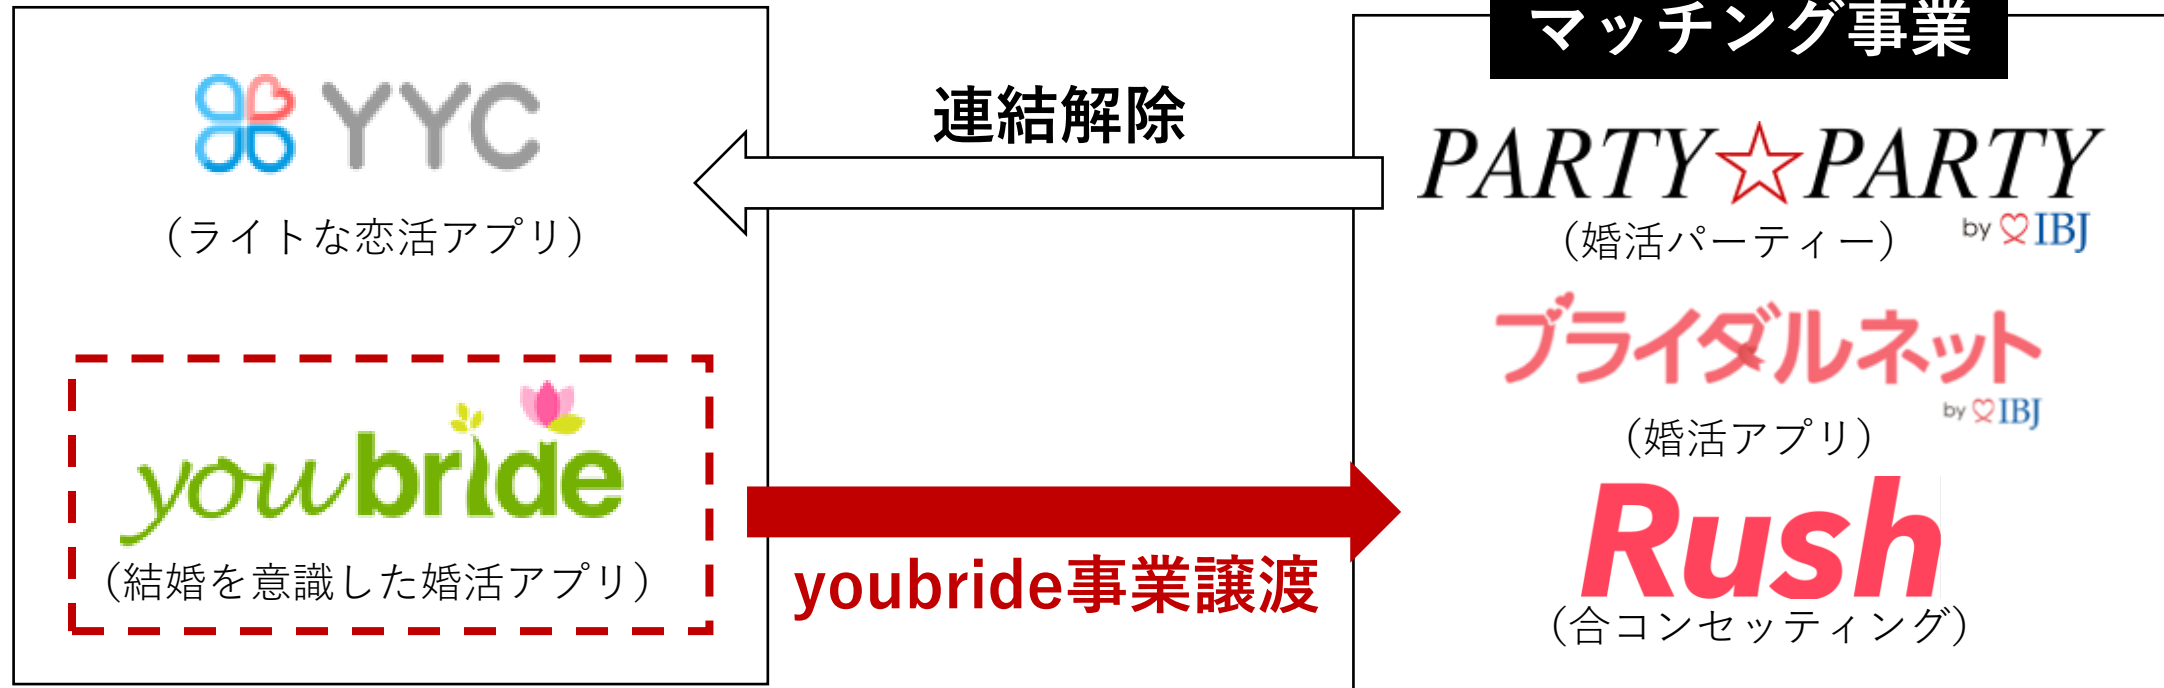 YYC
（ライトな恋活アプリ）
youbride
（結婚を意識した婚活アプリ）
連結解除
youbride事業譲渡
マッチング事業
PARTY☆PARTY
by IBJ
（婚活パーティー）
ブライダルネット
by IBJ
（婚活アプリ）
Rush
（合コンセッティング）